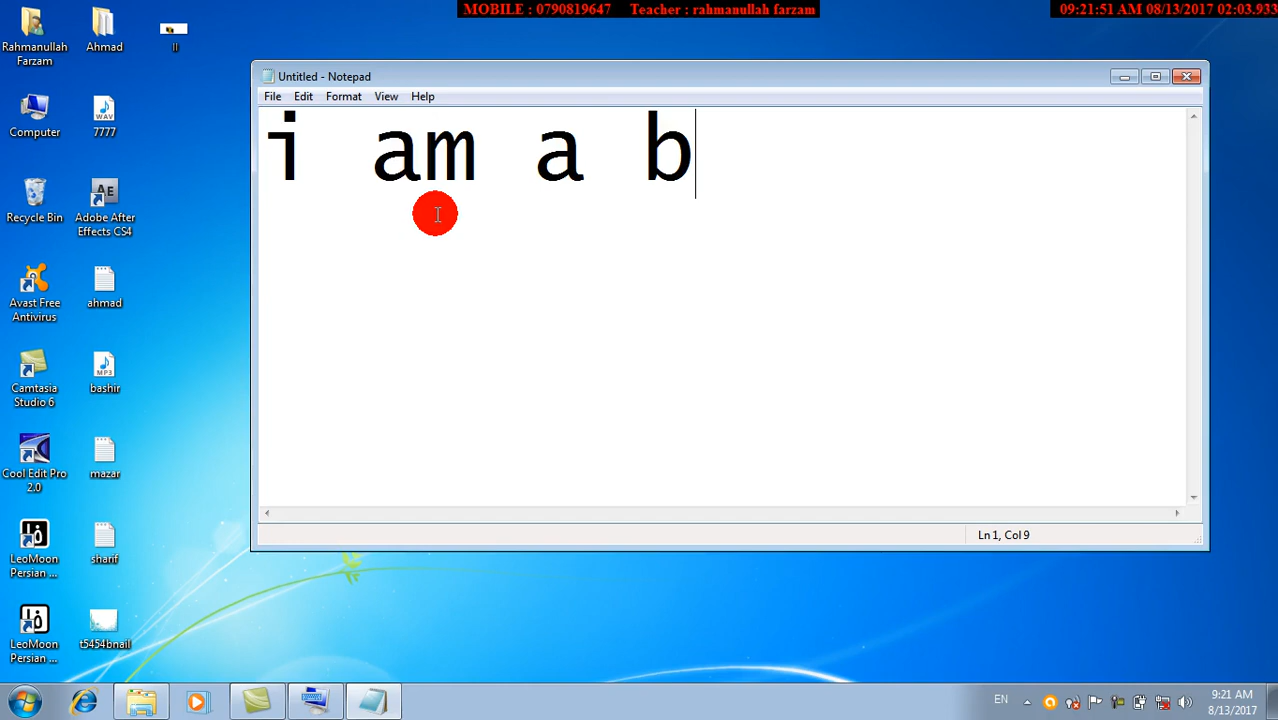 MOBILE : 0790819647 Teacher : rahmanullah farzam
09:21:51 AM 08/13/2017 02:03.933
Rahmanullah Farzam
Ahmad
Computer
7777
Recycle Bin
Adobe After Effects CS4
Avast Free Antivirus
ahmad
Camtasia Studio 6
bashir
Cool Edit Pro 2.0
mazar
LeoMoon Persian ...
sharif
LeoMoon Persian ...
t5454bnail
Untitled - Notepad
File Edit Format View Help
i am a b
Ln 1, Col 9
EN
9:21 AM
8/13/2017